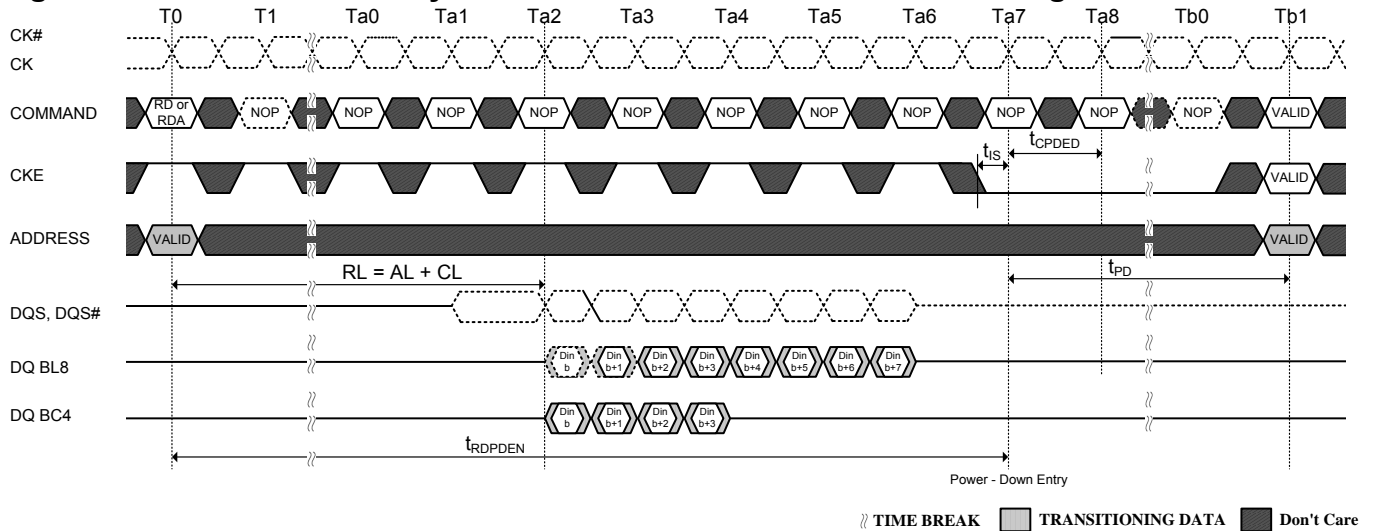 T0 T1 Ta0 Ta1 Ta2 Ta3 Ta4 Ta5 Ta6 Ta7 Ta8 Tb0 Tb1
CK#
CK
COMMAND
RD or
RDA
NOP NOP NOP NOP NOP NOP NOP NOP NOP NOP NOP VALID
tIS
tCPDED
CKE
VALID
ADDRESS
VALID
VALID
RL = AL + CL
tPD
DQS, DQS#
DQ BL8
Din
b
Din
b+1
Din
b+2
Din
b+3
Din
b+4
Din
b+5
Din
b+6
Din
b+7
DQ BC4
Din
b
Din
b+1
Din
b+2
Din
b+3
tRDPDEN
Power - Down Entry
TIME BREAK
TRANSITIONING DATA
Don't Care